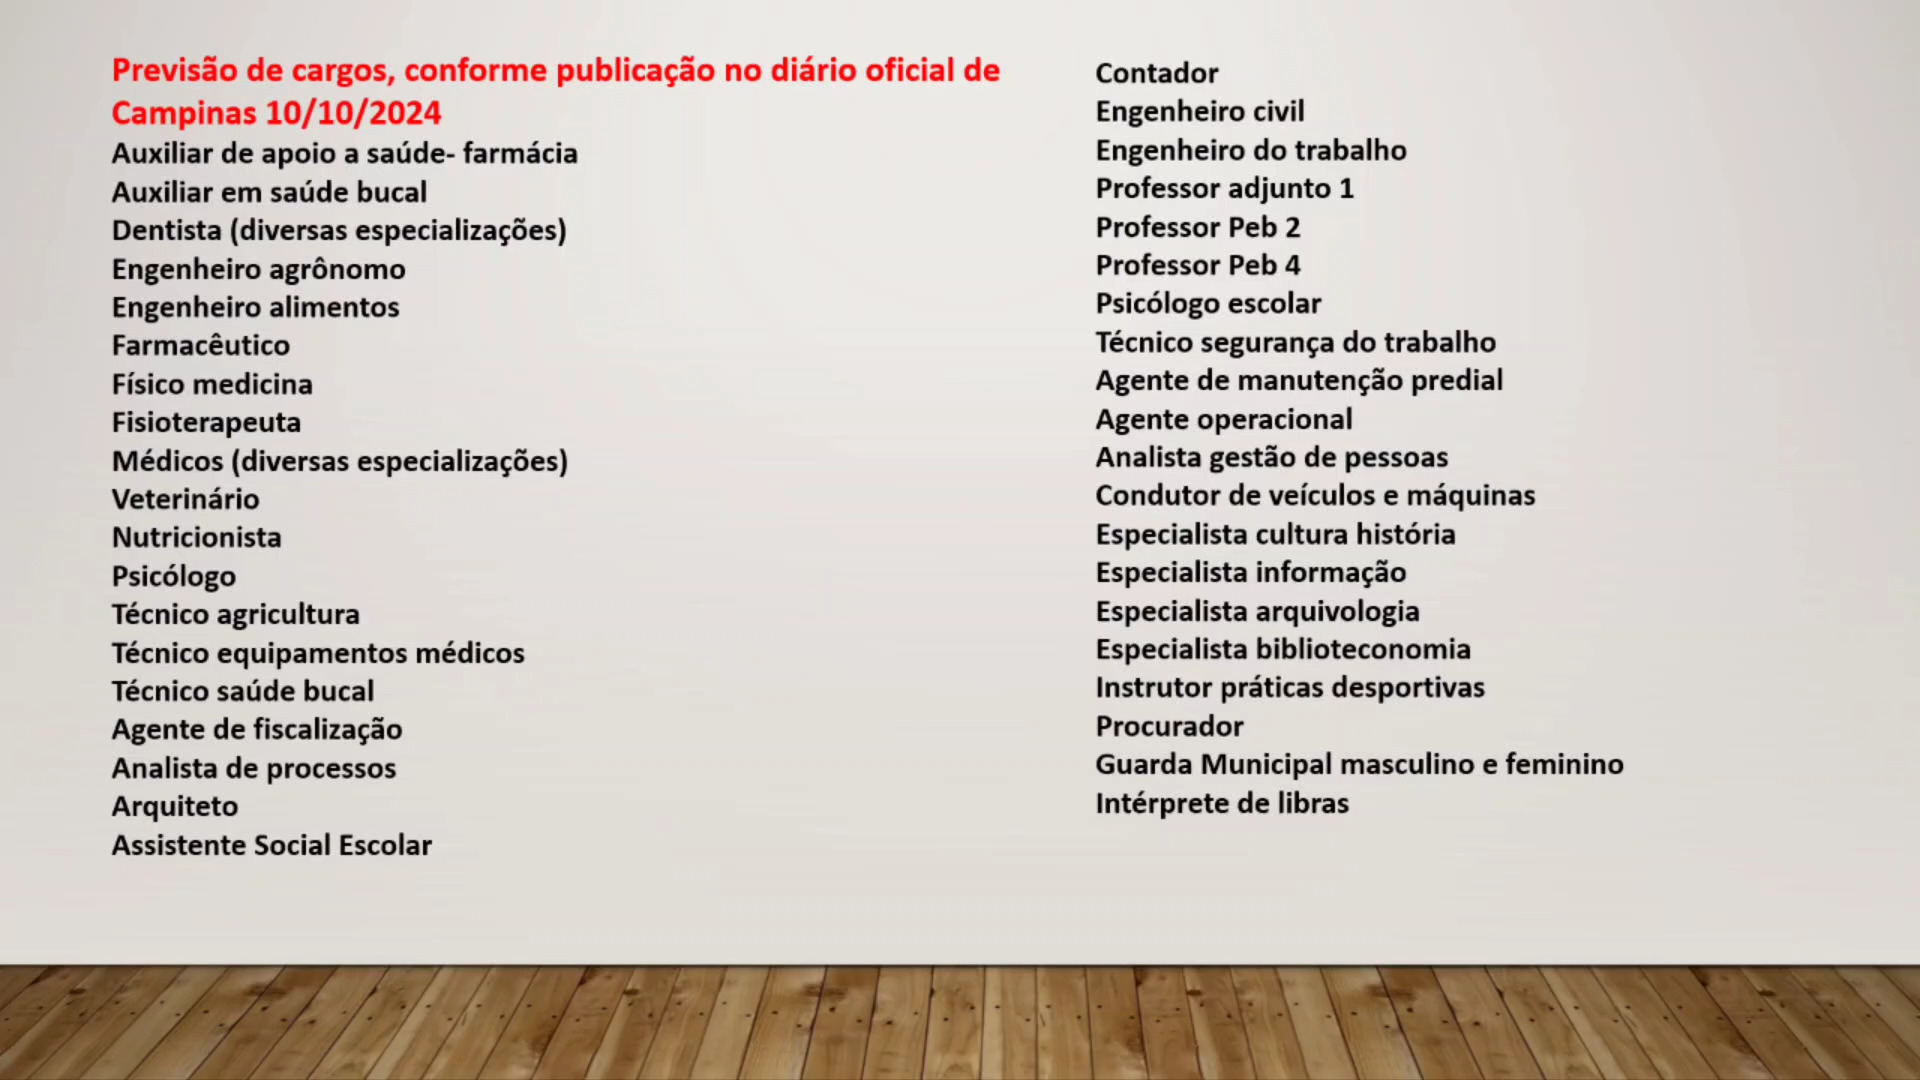 Previsão de cargos, conforme publicação no diário oficial de
Campinas 10/10/2024
Auxiliar de apoio a saúde- farmácia
Auxiliar em saúde bucal
Dentista (diversas especializações)
Engenheiro agrônomo
Engenheiro alimentos
Farmacêutico
Físico medicina
Fisioterapeuta
Médicos (diversas especializações)
Veterinário
Nutricionista
Psicólogo
Técnico agricultura
Técnico equipamentos médicos
Técnico saúde bucal
Agente de fiscalização
Analista de processos
Arquiteto
Assistente Social Escolar
Contador
Engenheiro civil
Engenheiro do trabalho
Professor adjunto 1
Professor Peb 2
Professor Peb 4
Psicólogo escolar
Técnico segurança do trabalho
Agente de manutenção predial
Agente operacional
Analista gestão de pessoas
Condutor de veículos e máquinas
Especialista cultura história
Especialista informação
Especialista arquivologia
Especialista biblioteconomia
Instrutor práticas desportivas
Procurador
Guarda Municipal masculino e feminino
Intérprete de libras